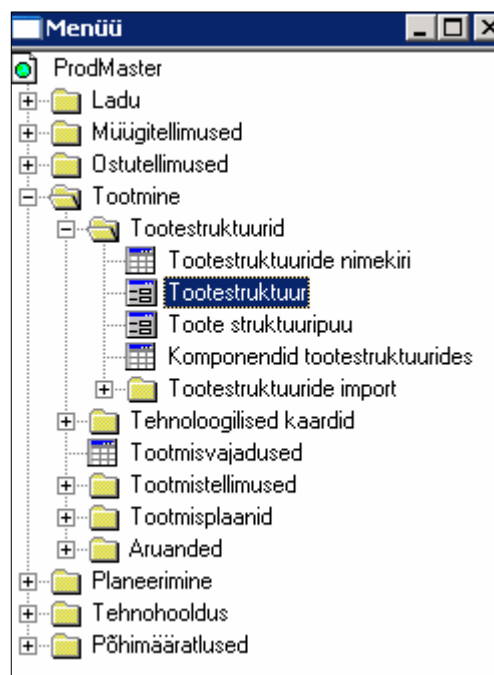 Menüü
ProdMaster
Ladu
Müügitellimused
Ostutellimused
Tootmine
Tootestruktuurid
Tootestruktuuride nimekiri
Tootestruktuur
Toote struktuuripuu
Komponendid tootestruktuurides
Tootestruktuuride import
Tehnoloogilised kaardid
Tootmisvajadused
Tootmistellimused
Tootmisplaanid
Aruanded
Planeerimine
Tehnohooldus
Põhimääratlused